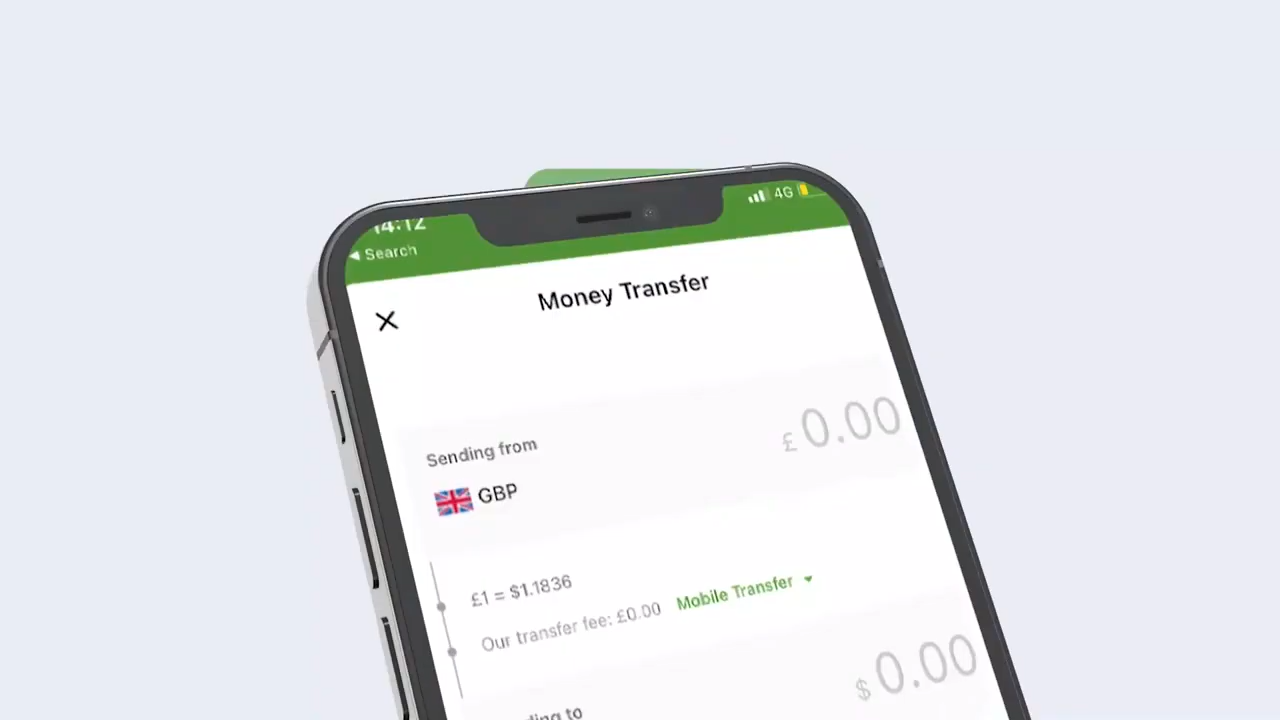 14:12
4G
◀ Search
Money Transfer
Sending from
£0.00
GBP
£1 = $1.1836
Our transfer fee: £0.00 Mobile Transfer
$0.00
to